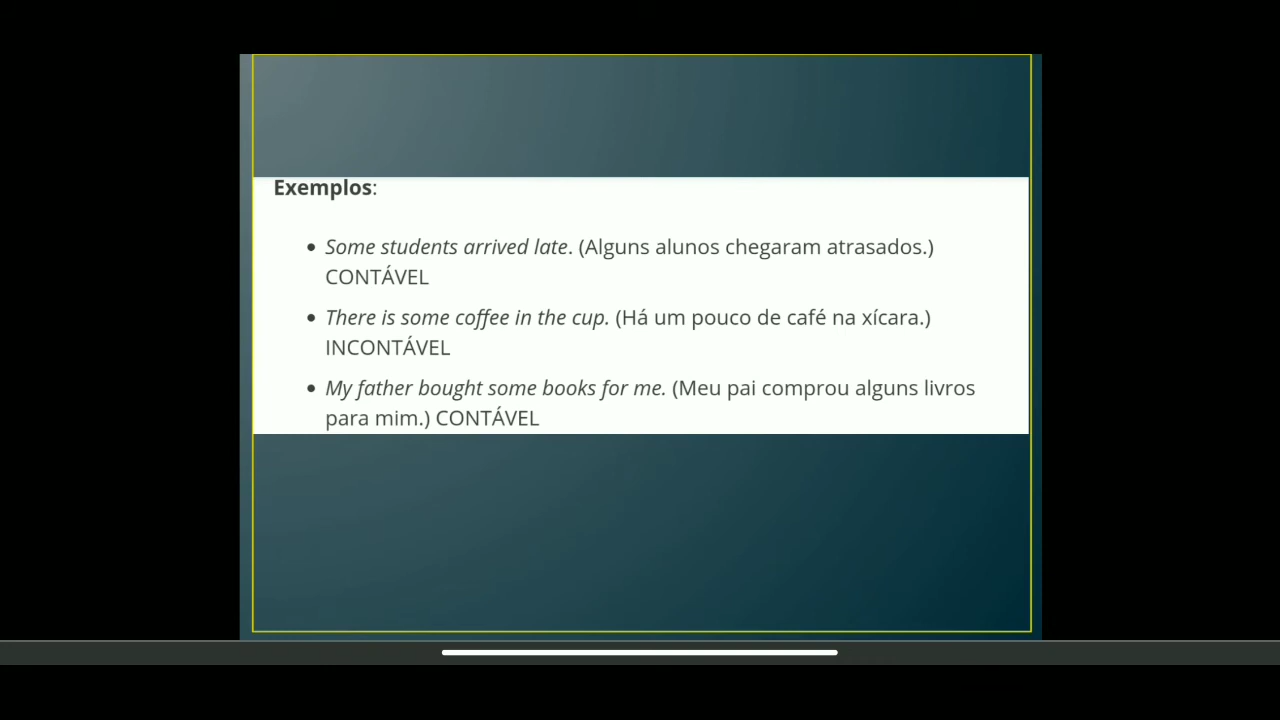 Exemplos:
• Some students arrived late. (Alguns alunos chegaram atrasados.)
CONTÁVEL
• There is some coffee in the cup. (Há um pouco de café na xícara.)
INCONTÁVEL
• My father bought some books for me. (Meu pai comprou alguns livros
para mim.) CONTÁVEL